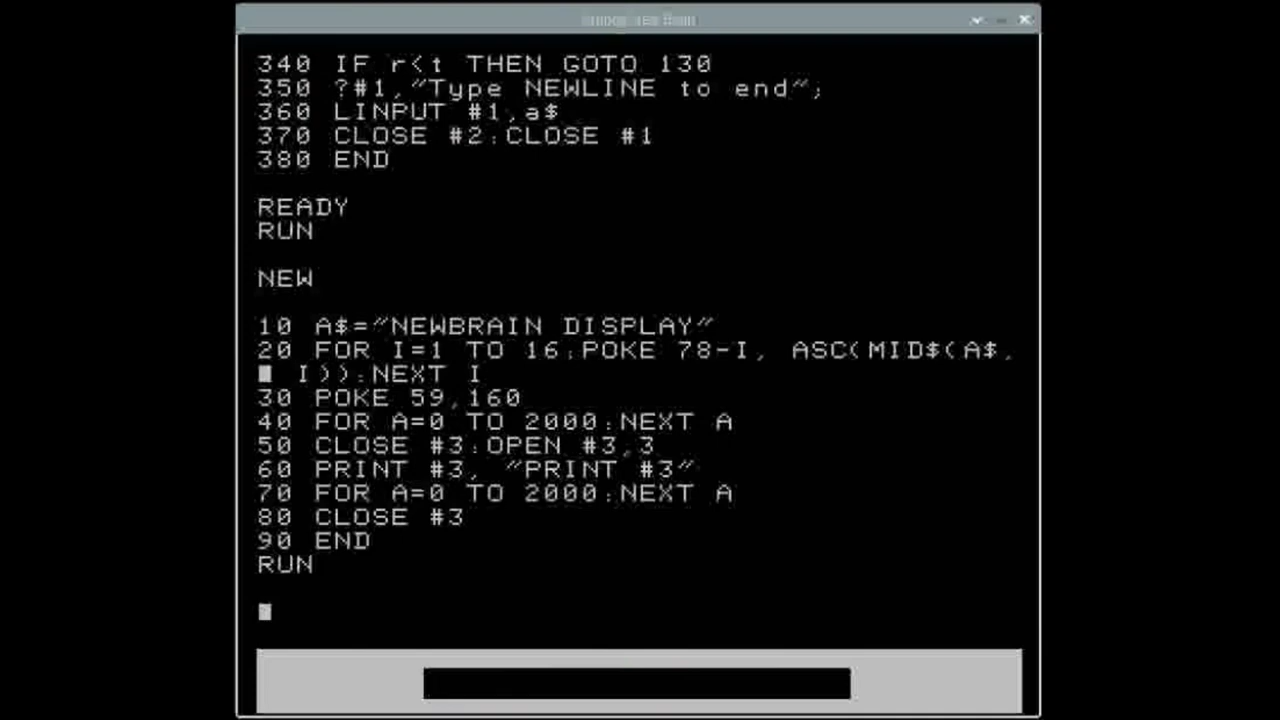 340 IF r<t THEN GOTO 130
350 ?#1,"Type NEWLINE to end";
360 LINPUT #1,a$
370 CLOSE #2:CLOSE #1
380 END
READY
RUN
NEW
10 A$="NEWBRAIN DISPLAY"
20 FOR I=1 TO 16:POKE 78-I, ASC(MID$(A$,
I)):NEXT I
30 POKE 59,160
40 FOR A=0 TO 2000:NEXT A
50 CLOSE #3:OPEN #3,3
60 PRINT #3, "PRINT #3"
70 FOR A=0 TO 2000:NEXT A
80 CLOSE #3
90 END
RUN